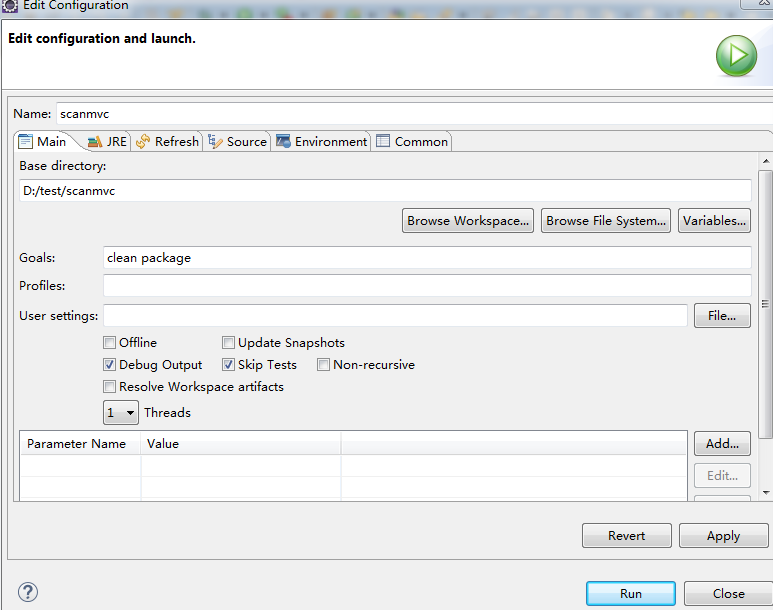 Edit Configuration
Edit configuration and launch.
Name: scanmvc
Main JRE Refresh Source Environment Common
Base directory:
D:/test/scanmvc
Browse Workspace... Browse File System... Variables...
Goals: clean package
Profiles:
User settings: File...
Offline Update Snapshots
Debug Output Skip Tests Non-recursive
Resolve Workspace artifacts
1 Threads
Parameter Name Value Add...
Edit...
Revert Apply
? Run Close